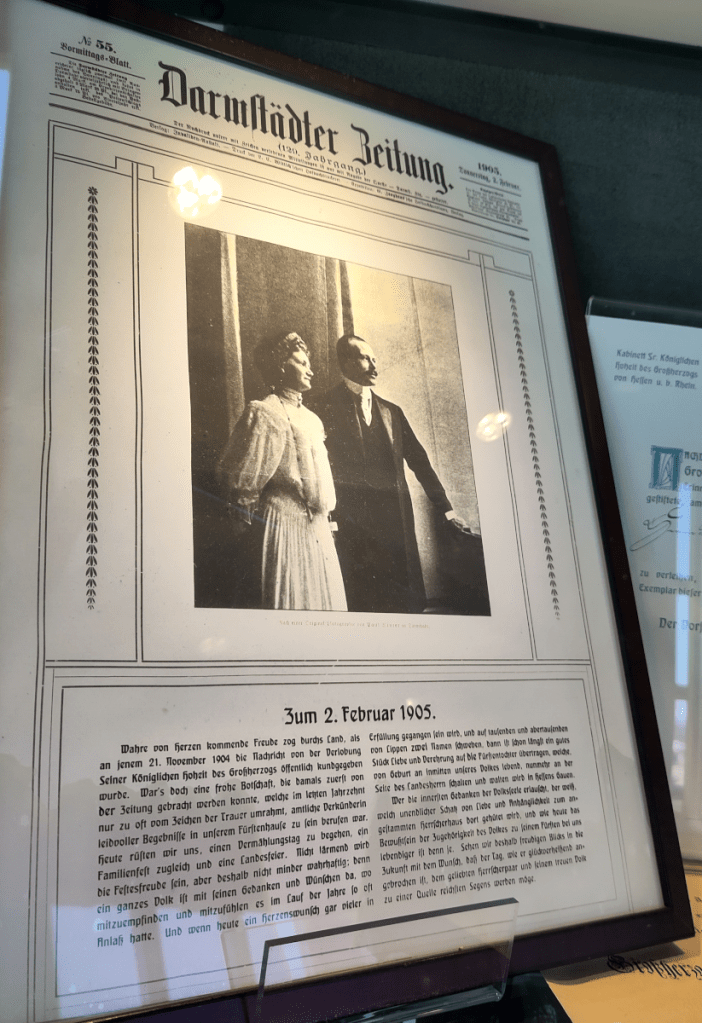 № 55.
Vormittags-Blatt.
Darmstädter Zeitung.
(129. Jahrgang.)
1905.
Donnerstag, 2. Februar.
Zum 2. Februar 1905.
Wahre von Herzen kommende Freude zog durchs Land, als
an jenem 21. November 1904 die Nachricht von der Verlobung
Seiner Königlichen Hoheit des Großherzogs öffentlich kundgegeben
wurde. War's doch eine frohe Botschaft, die damals zuerst von
der Zeitung gebracht werden konnte, welche im letzten Jahrzehnt
nur zu oft vom Zeichen der Trauer umrahmt, amtliche Verkünderin
leidvoller Begebnisse in unserem Fürstenhause zu sein berufen war.
Heute rüsten wir uns, einen Vermählungstag zu begehen, ein
Familienfest zugleich und eine Landesfeier. Nicht lärmend wird
die Festesfreude sein, aber deshalb nicht minder wahrhaftig; denn
ein ganzes Volk ist mit seinen Gedanken und Wünschen da, wo
mitzuempfinden und mitzufühlen es im Lauf der Jahre so oft
Anlaß hatte. Und wenn heute ein Herzenswunsch gar vieler in
Erfüllung gegangen sein wird, und auf tausenden und abertausenden
von Lippen zwei Namen schweben, dann ist schon längst ein gutes
Stück Liebe und Verehrung auf die Fürstentochter übertragen, welche,
von Geburt an inmitten unseres Volkes lebend, nunmehr an der
Seite des Landesherrn schalten und walten wird in Hessens Gauen.
Wer die innersten Gedanken der Volksseele erlauscht, der weiß,
welch unendlicher Schatz von Liebe und Anhänglichkeit zum an-
gestammten Herrscherhaus dort gehütet wird, und wie heute das
Bewußtsein der Zugehörigkeit des Volkes zu seinen Fürsten bei uns
lebendiger ist denn je. Sehen wir deshalb freudigen Blicks in die
Zukunft mit dem Wunsch, daß der Tag, wie er glückverheißend an-
gebrochen ist, dem geliebten Herrscherpaar und seinem treuen Volk
zu einer Quelle reichsten Segens werden möge.
Kabinett Sr. Königlichen
Hoheit des Großherzogs
von Hessen u. b. Rhein.
zu verleihen,
Exemplar dieser